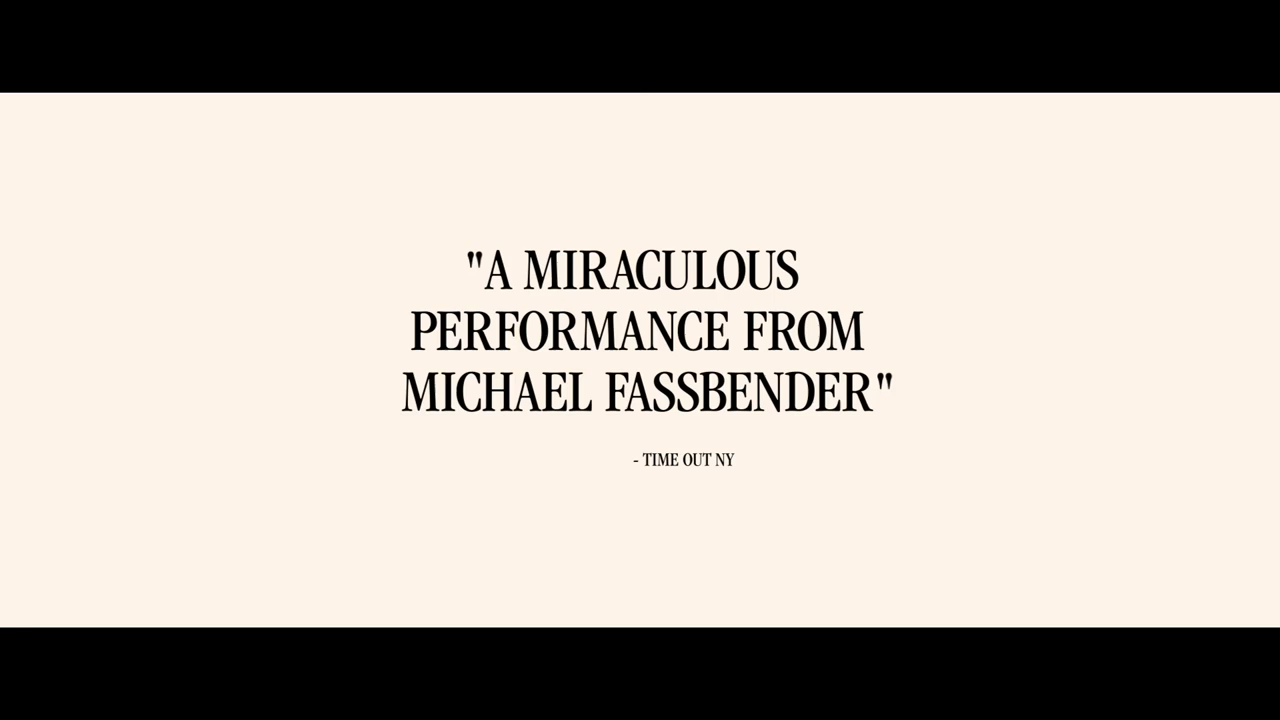 "A MIRACULOUS
PERFORMANCE FROM
MICHAEL FASSBENDER"
- TIME OUT NY